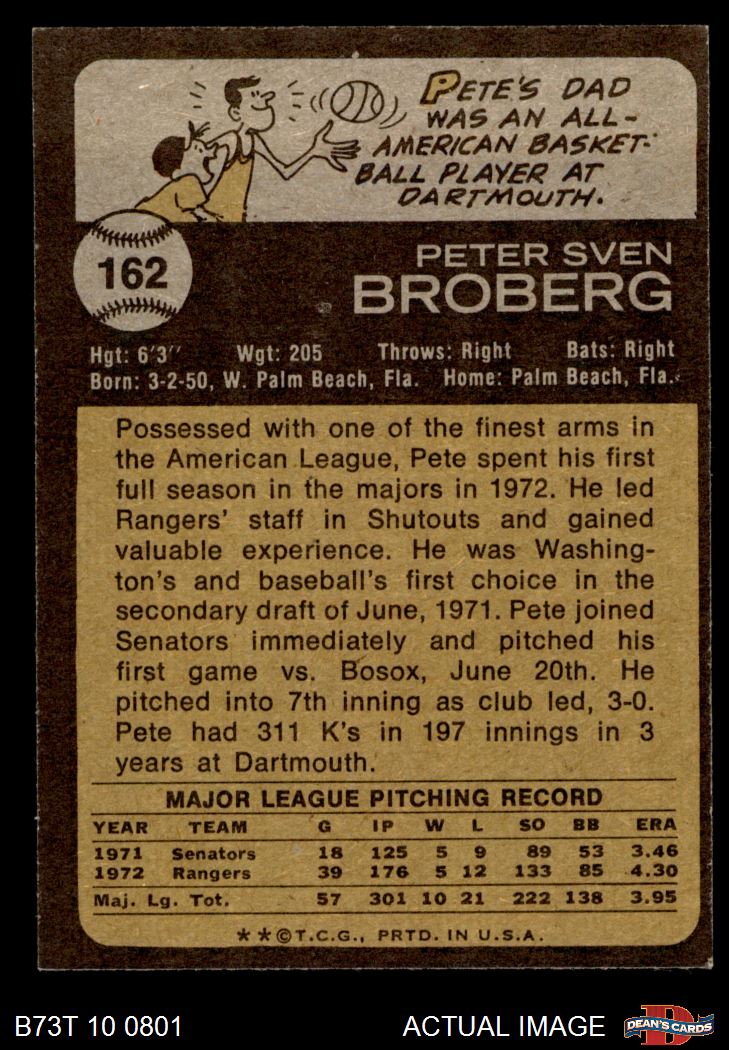 PETE'S DAD
WAS AN ALL-
AMERICAN BASKET-
BALL PLAYER AT
DARTMOUTH.
162
PETER SVEN
BROBERG
Hgt: 6'3" Wgt: 205 Throws: Right Bats: Right
Born: 3-2-50, W. Palm Beach, Fla. Home: Palm Beach, Fla.
Possessed with one of the finest arms in
the American League, Pete spent his first
full season in the majors in 1972. He led
Rangers' staff in Shutouts and gained
valuable experience. He was Washing-
ton's and baseball's first choice in the
secondary draft of June, 1971. Pete joined
Senators immediately and pitched his
first game vs. Bosox, June 20th. He
pitched into 7th inning as club led, 3-0.
Pete had 311 K's in 197 innings in 3
years at Dartmouth.
MAJOR LEAGUE PITCHING RECORD
YEAR TEAM G IP W L SO BB ERA
1971 Senators 18 125 5 9 89 53 3.46
1972 Rangers 39 176 5 12 133 85 4.30
Maj. Lg. Tot. 57 301 10 21 222 138 3.95
**©T.C.G., PRTD. IN U.S.A.
B73T 10 0801 ACTUAL IMAGE
DEAN'S CARDS